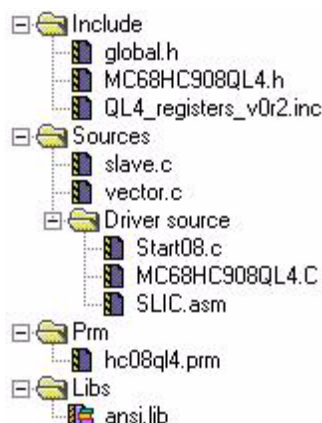 Include
global.h
MC68HC908QL4.h
QL4_registers_v0r2.inc
Sources
slave.c
vector.c
Driver source
Start08.c
MC68HC908QL4.C
SLIC.asm
Prm
hc08ql4.prm
Libs
ansi.lib